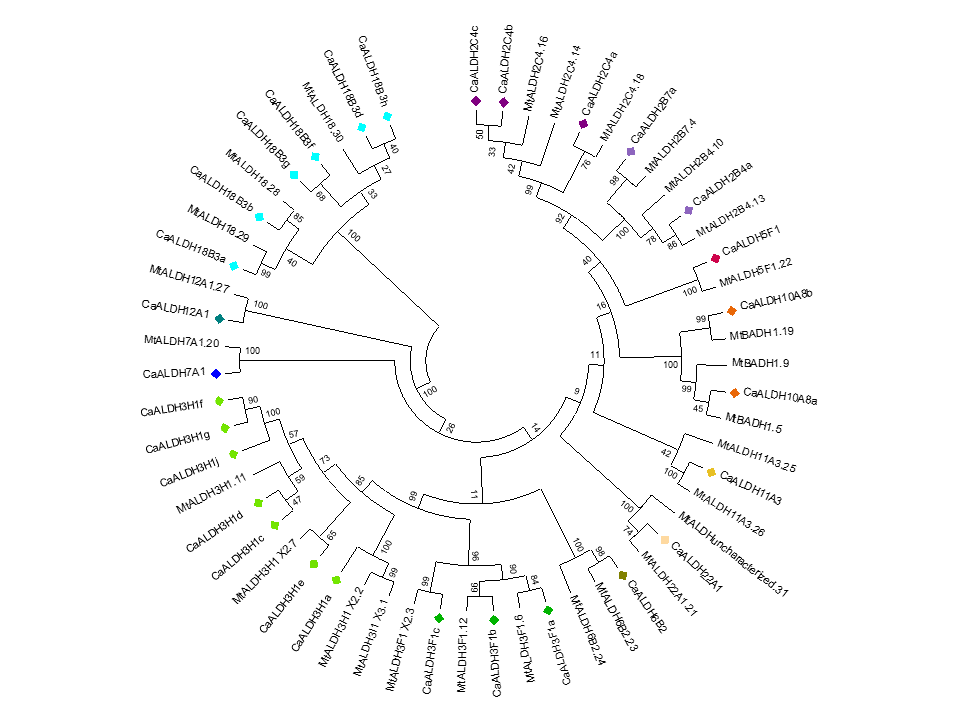 CaALDH2C4c
CaALDH2C4b
MtALDH2C4.16
MtALDH2C4.14
CaALDH2C4a
MtALDH2C4.18
CaALDH2B7a
MtALDH2B7.4
MtALDH2B4.10
CaALDH2B4a
MtALDH2B4.13
CaALDH5F1
MtALDH5F1.22
CaALDH10A8b
MtBADH1.19
MtBADH1.9
CaALDH10A8a
MtBADH1.5
MtALDH11A3.25
CaALDH11A3
MtALDH11A3.26
MtALDHuncharacterized.31
CaALDH22A1
MtALDH22A1.21
CaALDH6B2
MtALDH6B2.23
MtALDH6B2.24
CaALDH3F1a
MtALDH3F1.6
CaALDH3F1b
MtALDH3F1.12
CaALDH3F1c
MtALDH3F1 X2.3
MtALDH3I1 X3.1
MtALDH3H1 X2.2
CaALDH3H1a
CaALDH3H1e
MtALDH3H1 X2.7
CaALDH3H1c
CaALDH3H1d
MtALDH3H1.11
CaALDH3H1j
CaALDH3H1g
CaALDH3H1f
CaALDH7A1
MtALDH7A1.20
CaALDH12A1
MtALDH12A1.27
CaALDH18B3a
MtALDH18.29
CaALDH18B3b
MtALDH18.28
CaALDH18B3g
CaALDH18B3f
MtALDH18.30
CaALDH18B3d
CaALDH18B3h
50
33
42
76
99
98
100
78
86
92
100
40
99
100
99
45
16
42
100
11
100
74
9
98
100
84
90
99
99
96
99
11
99
100
85
65
73
47
59
57
100
90
14
26
100
100
100
99
40
85
68
33
27
40
100